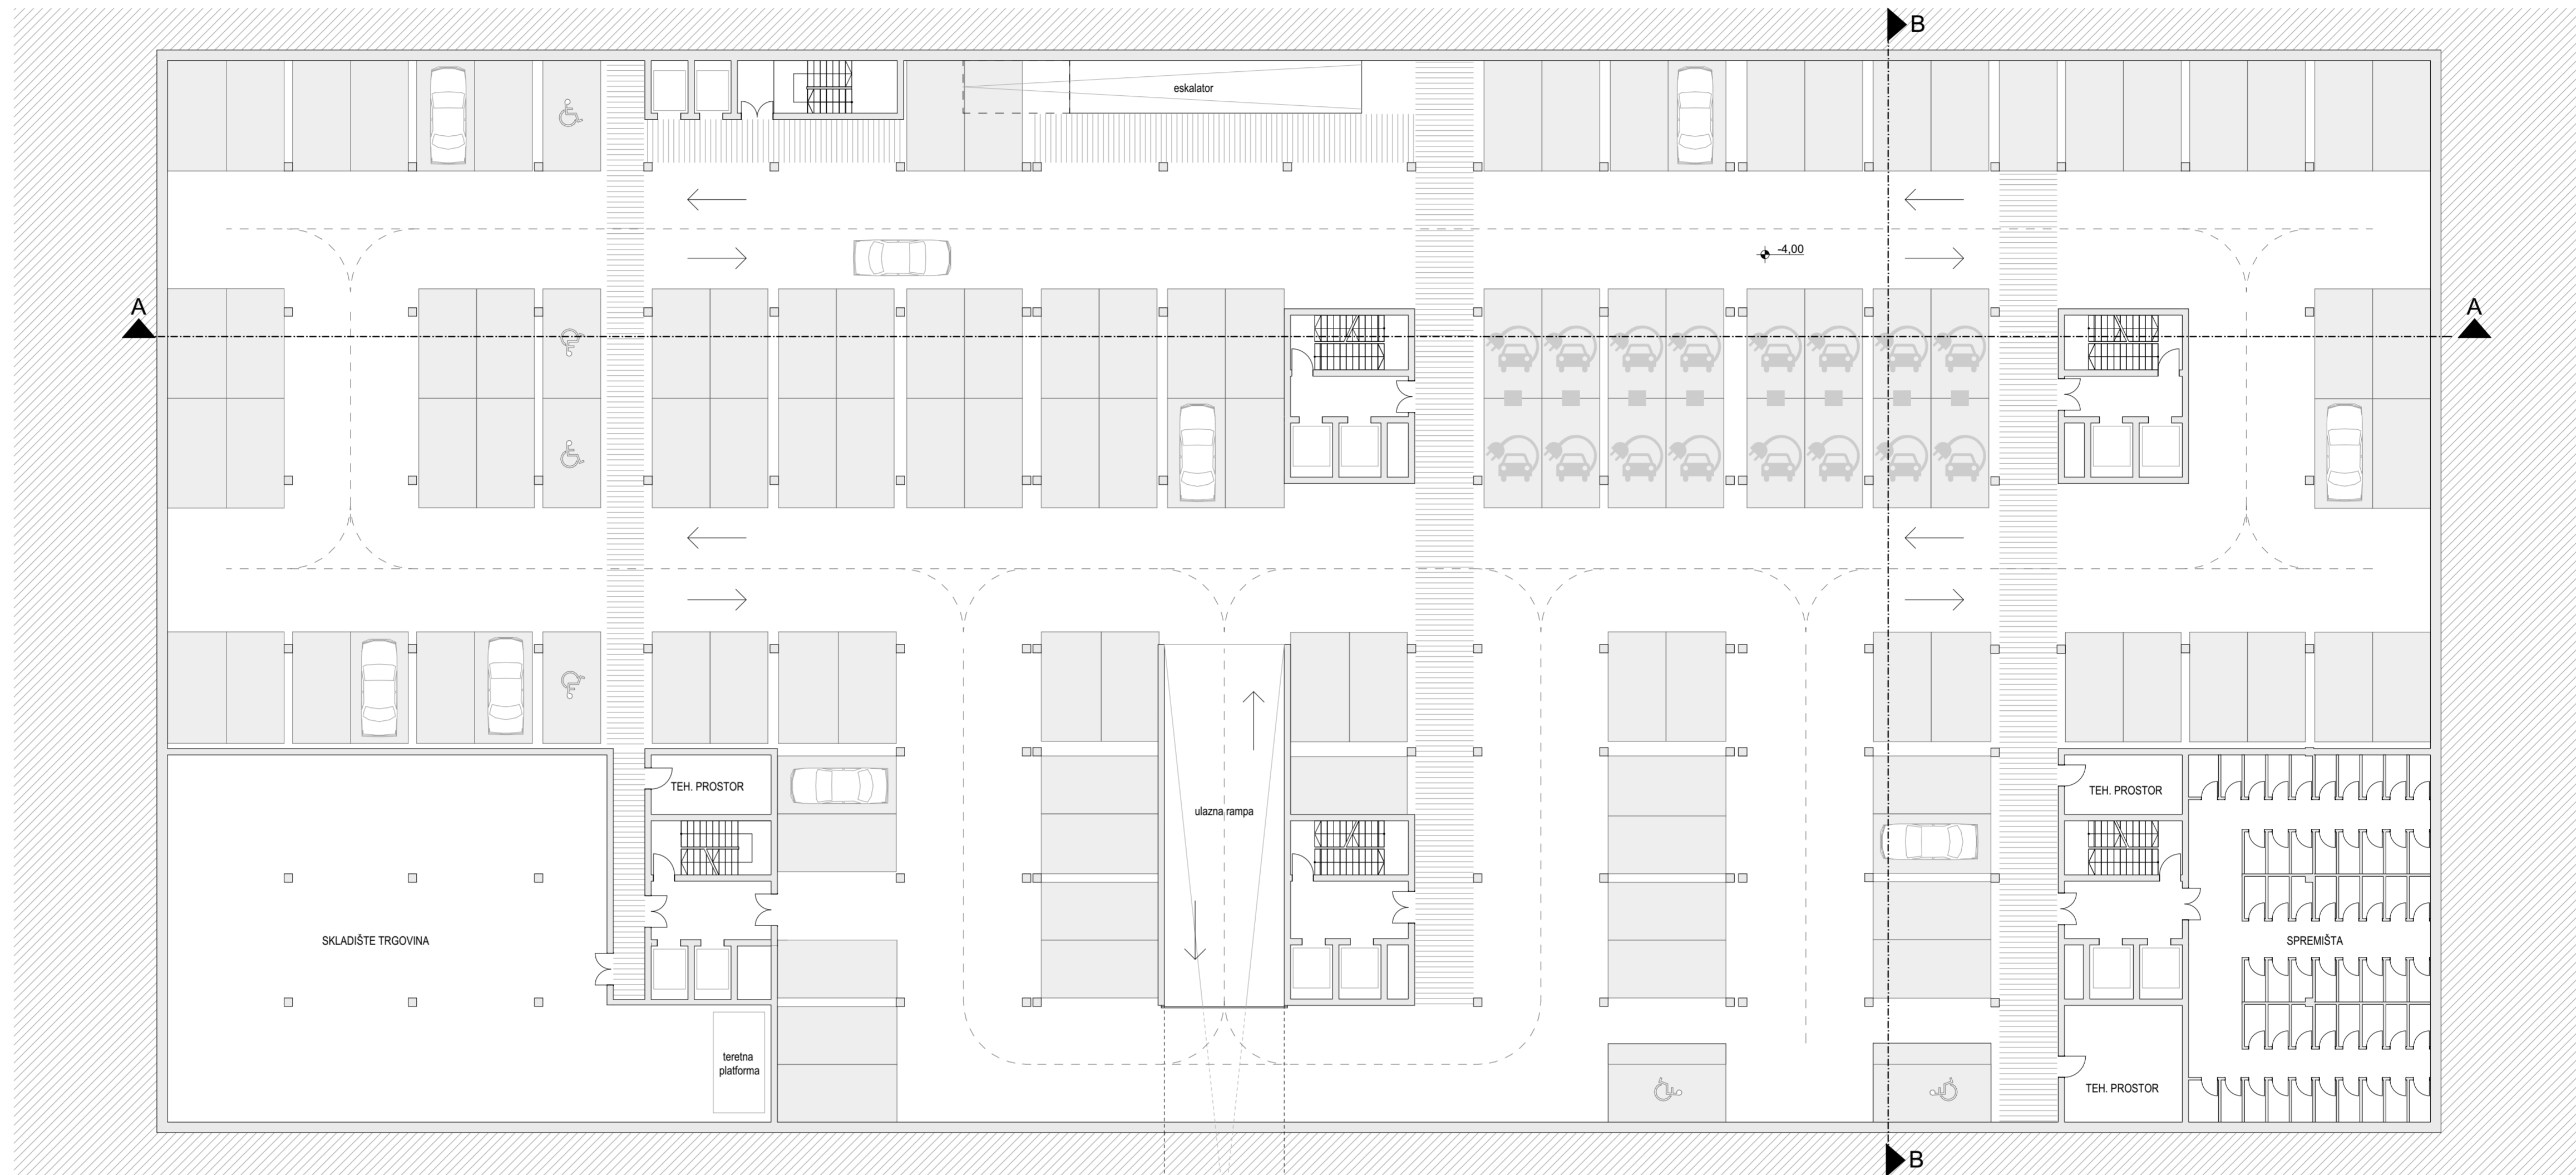 B
eskalator
-4,00
A
A
TEH. PROSTOR
ulazna rampa
TEH. PROSTOR
SKLADIŠTE TRGOVINA
SPREMIŠTA
teretna
platforma
TEH. PROSTOR
B